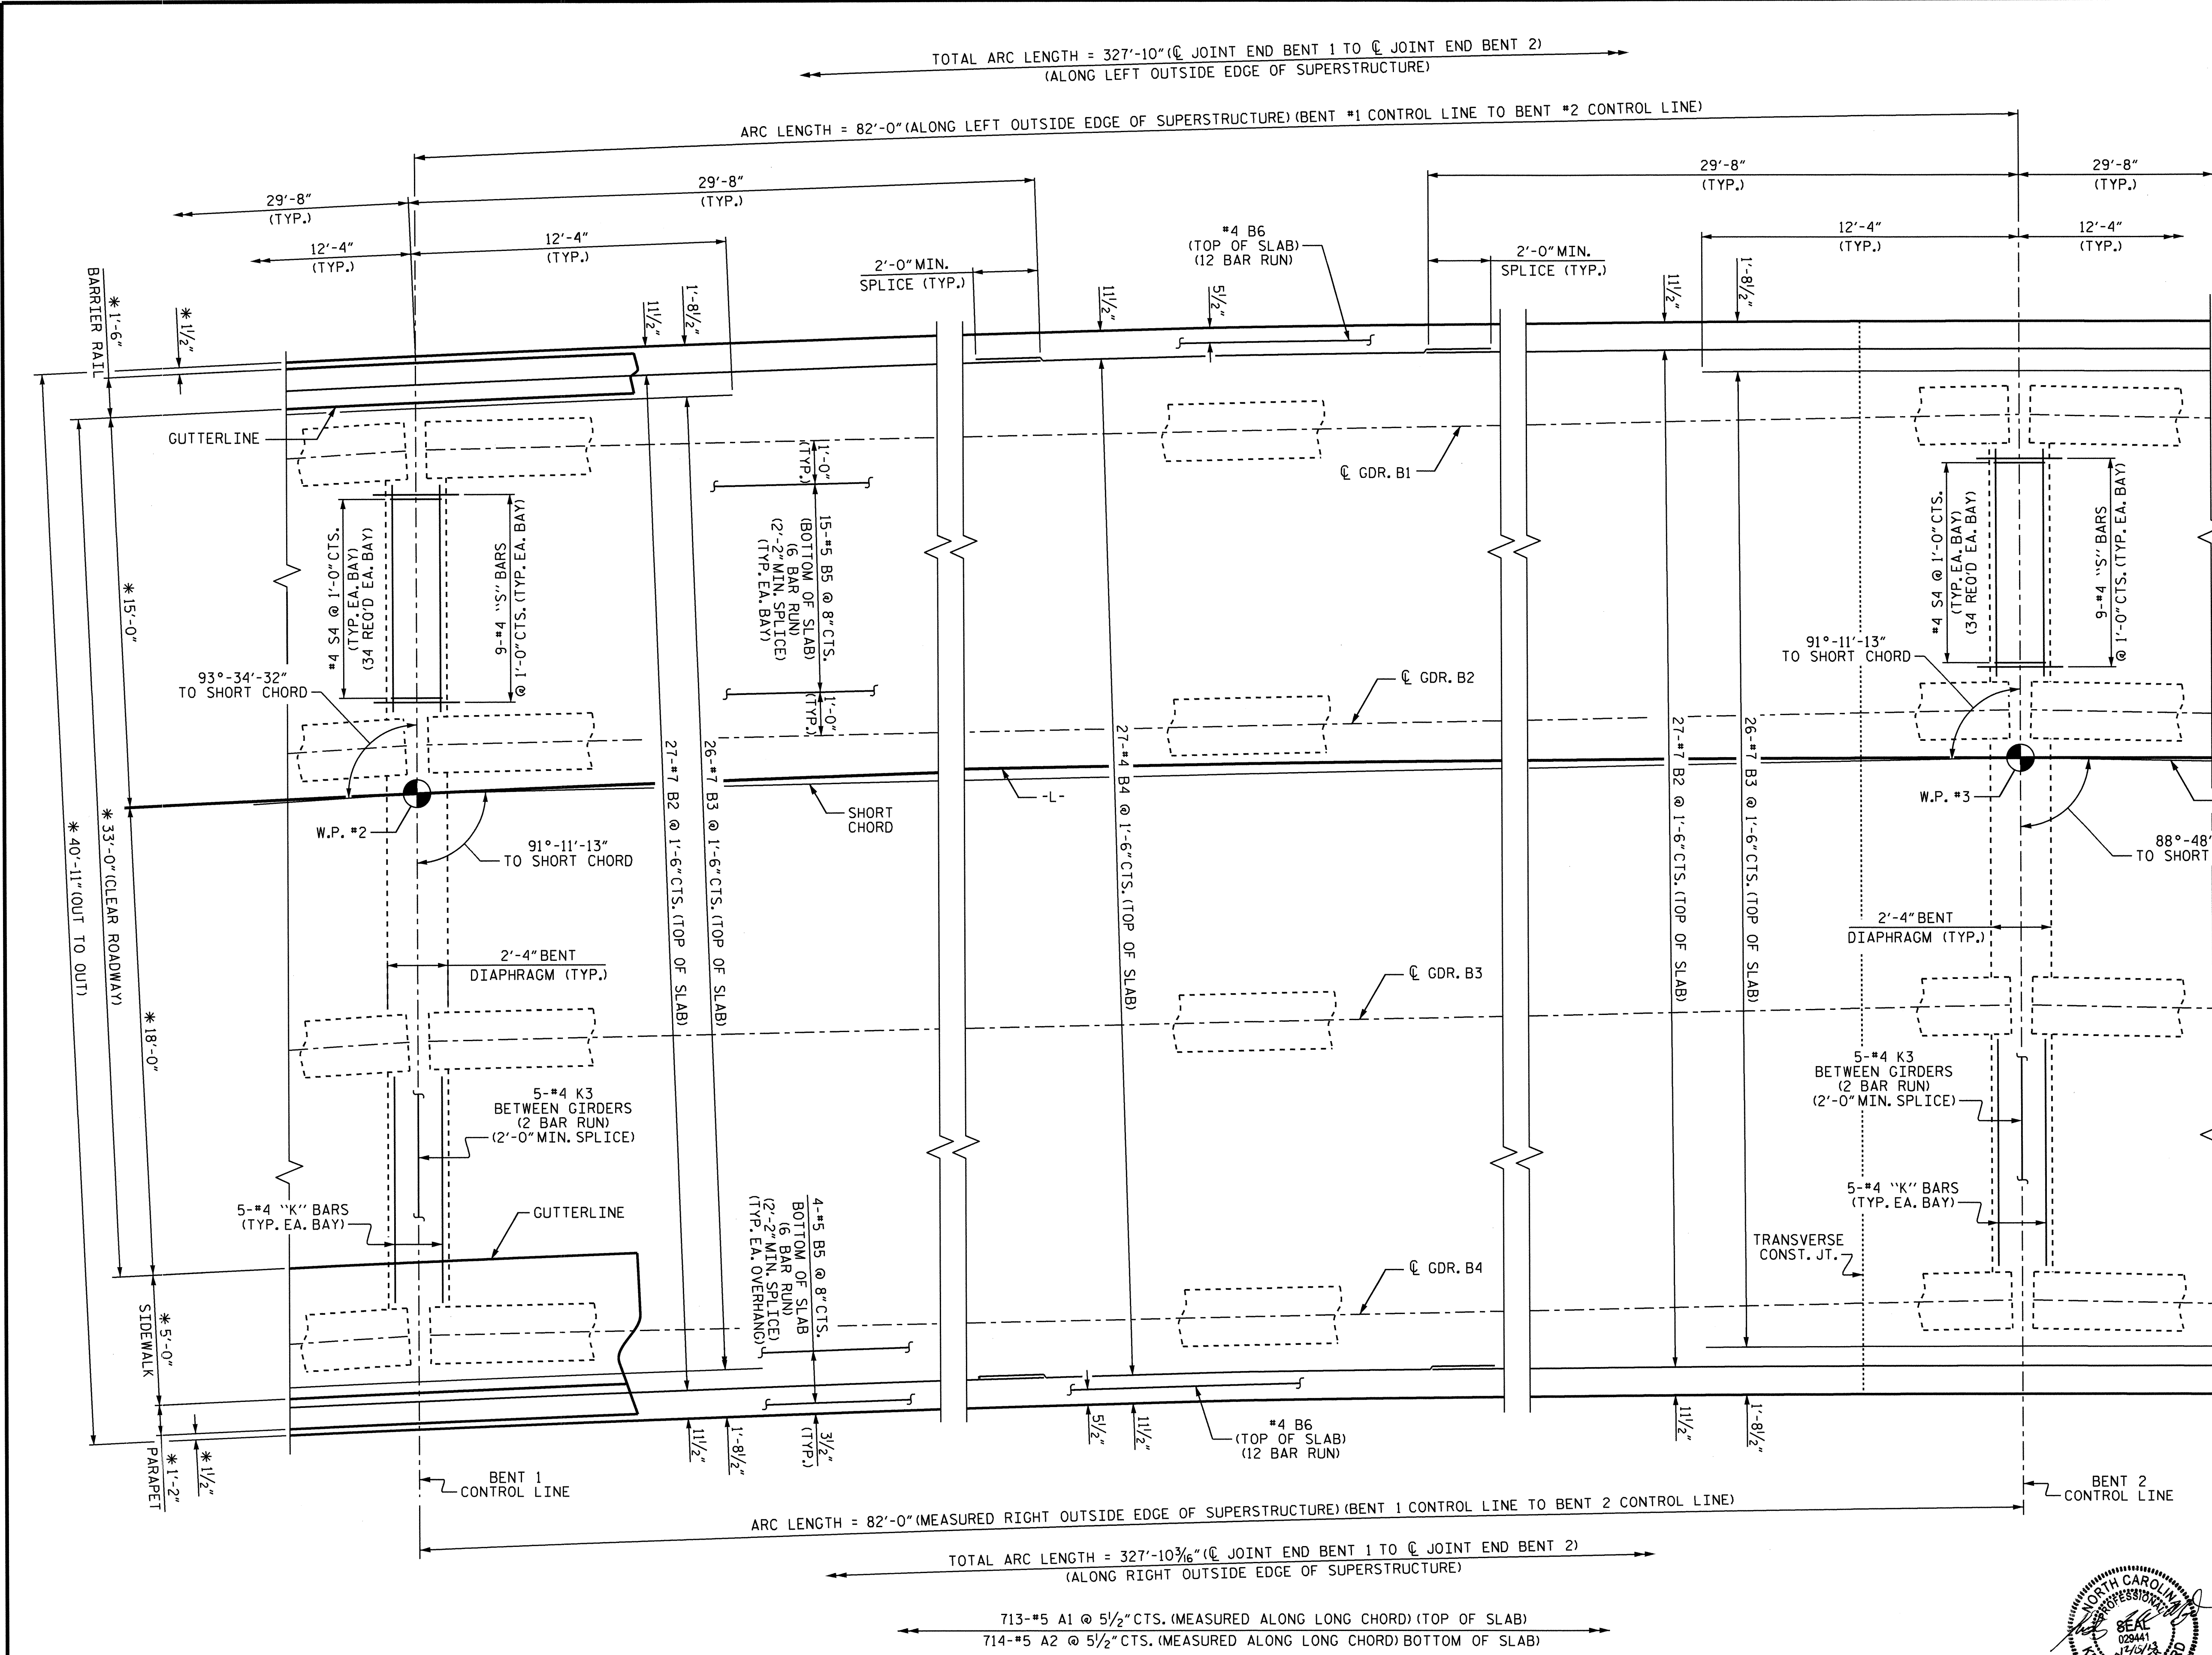 TOTAL ARC LENGTH = 327'-10" (℄ JOINT END BENT 1 TO ℄ JOINT END BENT 2)
(ALONG LEFT OUTSIDE EDGE OF SUPERSTRUCTURE)
ARC LENGTH = 82'-0" (ALONG LEFT OUTSIDE EDGE OF SUPERSTRUCTURE) (BENT #1 CONTROL LINE TO BENT #2 CONTROL LINE)
29'-8"
(TYP.)
29'-8"
(TYP.)
29'-8"
(TYP.)
29'-8"
(TYP.)
12'-4"
(TYP.)
12'-4"
(TYP.)
12'-4"
(TYP.)
12'-4"
(TYP.)
2'-0" MIN.
SPLICE (TYP.)
#4 B6
(TOP OF SLAB)
(12 BAR RUN)
2'-0" MIN.
SPLICE (TYP.)
* 1'-6"
BARRIER RAIL
* 1½"
11½"
1'-8½"
11½"
5½"
11½"
1'-8½"
GUTTERLINE
℄ GDR. B1
1'-0"
(TYP.)
15-#5 B5 @ 8" CTS.
(BOTTOM OF SLAB)
(6 BAR RUN)
(2'-2" MIN. SPLICE)
(TYP. EA. BAY)
1'-0"
(TYP.)
#4 S4 @ 1'-0" CTS.
(TYP. EA. BAY)
(34 REQ'D EA. BAY)
9-#4 "S" BARS
@ 1'-0" CTS. (TYP. EA. BAY)
#4 S4 @ 1'-0" CTS.
(TYP. EA. BAY)
(34 REQ'D EA. BAY)
9-#4 "S" BARS
@ 1'-0" CTS. (TYP. EA. BAY)
* 15'-0"
93°-34'-32"
TO SHORT CHORD
91°-11'-13"
TO SHORT CHORD
℄ GDR. B2
W.P. #2
91°-11'-13"
TO SHORT CHORD
SHORT
CHORD
-L-
W.P. #3
88°-48'
TO SHORT
* 40'-11" (OUT TO OUT)
* 33'-0" (CLEAR ROADWAY)
* 18'-0"
27-#7 B2 @ 1'-6" CTS. (TOP OF SLAB)
26-#7 B3 @ 1'-6" CTS. (TOP OF SLAB)
27-#4 B4 @ 1'-6" CTS. (TOP OF SLAB)
27-#7 B2 @ 1'-6" CTS. (TOP OF SLAB)
26-#7 B3 @ 1'-6" CTS. (TOP OF SLAB)
2'-4" BENT
DIAPHRAGM (TYP.)
2'-4" BENT
DIAPHRAGM (TYP.)
℄ GDR. B3
5-#4 K3
BETWEEN GIRDERS
(2 BAR RUN)
(2'-0" MIN. SPLICE)
5-#4 K3
BETWEEN GIRDERS
(2 BAR RUN)
(2'-0" MIN. SPLICE)
5-#4 "K" BARS
(TYP. EA. BAY)
GUTTERLINE
5-#4 "K" BARS
(TYP. EA. BAY)
4-#5 B5 @ 8" CTS.
BOTTOM OF SLAB
(6 BAR RUN)
(2'-2" MIN. SPLICE)
(TYP. EA. OVERHANG)
℄ GDR. B4
TRANSVERSE
CONST. JT.
* 5'-0"
SIDEWALK
* 1½"
* 1'-2"
PARAPET
11½"
1'-8½"
3½"
(TYP.)
5½"
11½"
#4 B6
(TOP OF SLAB)
(12 BAR RUN)
11½"
1'-8½"
BENT 1
CONTROL LINE
BENT 2
CONTROL LINE
ARC LENGTH = 82'-0" (MEASURED RIGHT OUTSIDE EDGE OF SUPERSTRUCTURE) (BENT 1 CONTROL LINE TO BENT 2 CONTROL LINE)
TOTAL ARC LENGTH = 327'-10 3/16" (℄ JOINT END BENT 1 TO ℄ JOINT END BENT 2)
(ALONG RIGHT OUTSIDE EDGE OF SUPERSTRUCTURE)
713-#5 A1 @ 5½" CTS. (MEASURED ALONG LONG CHORD) (TOP OF SLAB)
714-#5 A2 @ 5½" CTS. (MEASURED ALONG LONG CHORD) BOTTOM OF SLAB)
NORTH CAROLINA
PROFESSIONAL
SEAL
029441